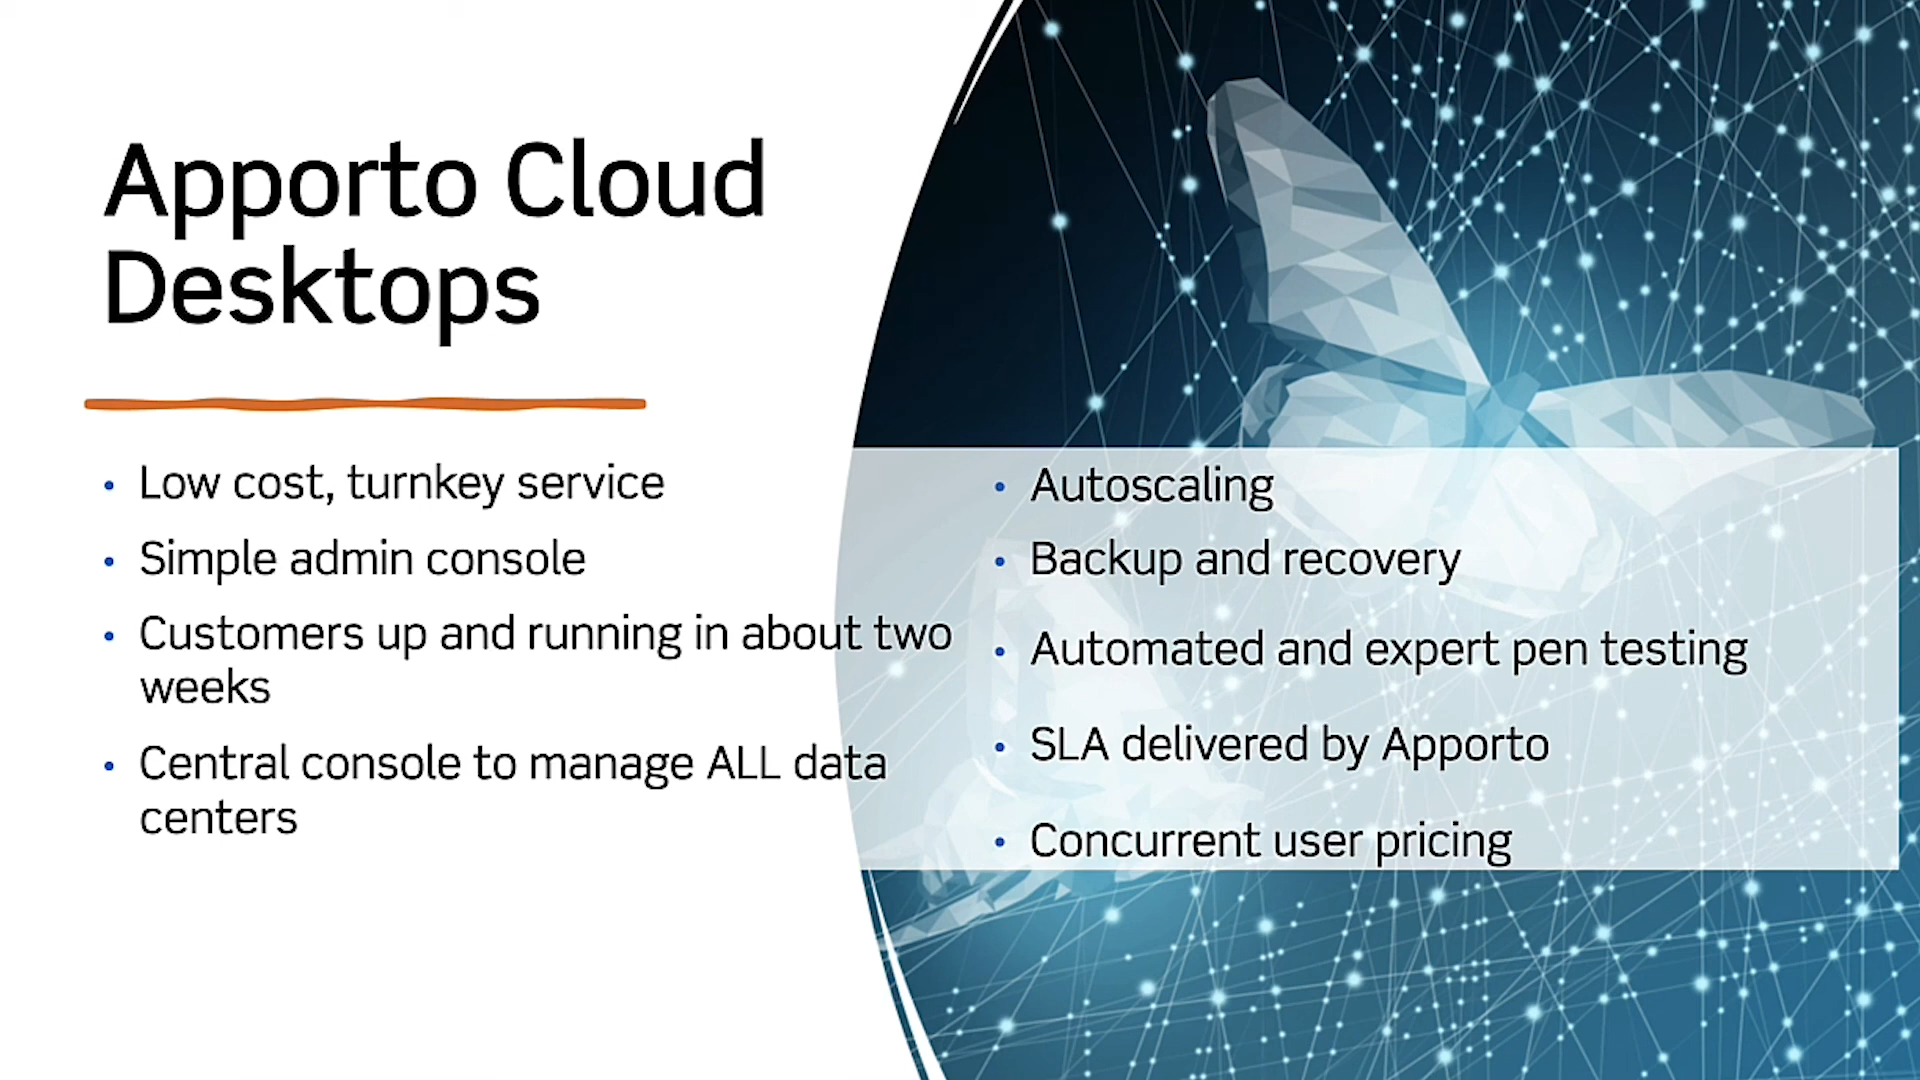 Apporto Cloud
Desktops
Low cost, turnkey service
Simple admin console
Customers up and running in about two
weeks
Central console to manage ALL data
centers
Autoscaling
Backup and recovery
Automated and expert pen testing
SLA delivered by Apporto
Concurrent user pricing